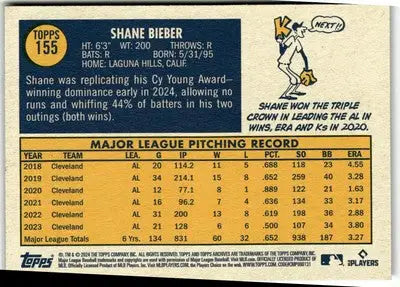 TOPPS
155
SHANE BIEBER
HT: 6'3" WT: 200 THROWS: R
BATS: R BORN: 5/31/95
HOME: LAGUNA HILLS, CALIF.
Shane was replicating his Cy Young Award–
winning dominance early in 2024, allowing no
runs and whiffing 44% of batters in his two
outings (both wins).
K
NEXT!!
SHANE WON THE TRIPLE
CROWN IN LEADING THE AL IN
WINS, ERA AND Ks IN 2020.
MAJOR LEAGUE PITCHING RECORD
YEAR TEAM LEA. G IP W L PCT. SO BB ERA
2018 Cleveland AL 20 114.2 11 5 .688 118 23 4.55
2019 Cleveland AL 34 214.1 15 8 .652 259 40 3.28
2020 Cleveland AL 12 77.1 8 1 .889 122 21 1.63
2021 Cleveland AL 16 96.2 7 4 .636 134 33 3.17
2022 Cleveland AL 31 200 13 8 .619 198 36 2.88
2023 Cleveland AL 21 128 6 6 .500 107 34 3.80
Major League Totals 6 Yrs. 134 831 60 32 .652 938 187 3.27
Topps
MLB PLAYERS